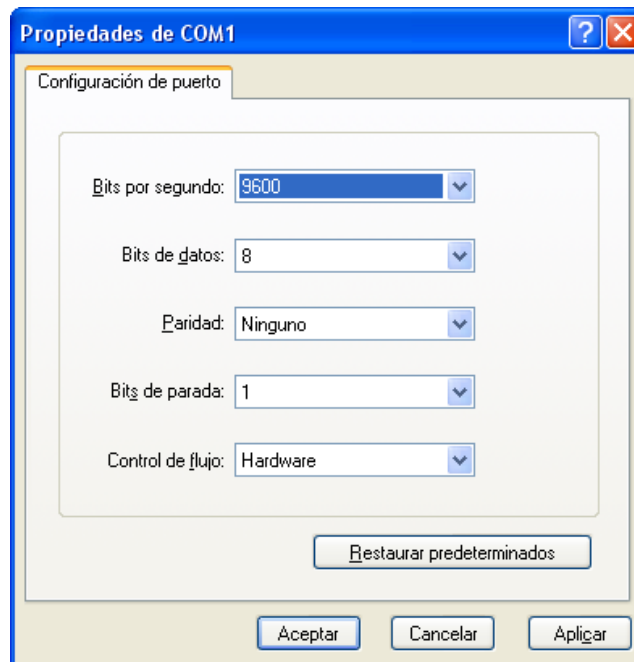 Propiedades de COM1
Configuración de puerto
Bits por segundo: 9600
Bits de datos: 8
Paridad: Ninguno
Bits de parada: 1
Control de flujo: Hardware
Restaurar predeterminados
Aceptar Cancelar Aplicar